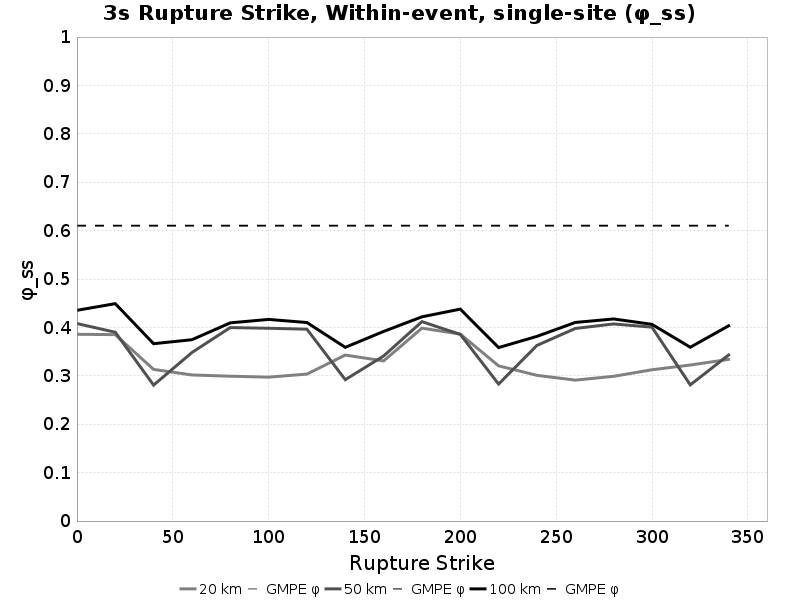 3s Rupture Strike, Within-event, single-site (φ_ss)
1
0.9
0.8
0.7
0.6
0.5
0.4
0.3
0.2
0.1
0
φ_ss
0 50 100 150 200 250 300 350
Rupture Strike
20 km GMPE φ 50 km GMPE φ 100 km GMPE φ